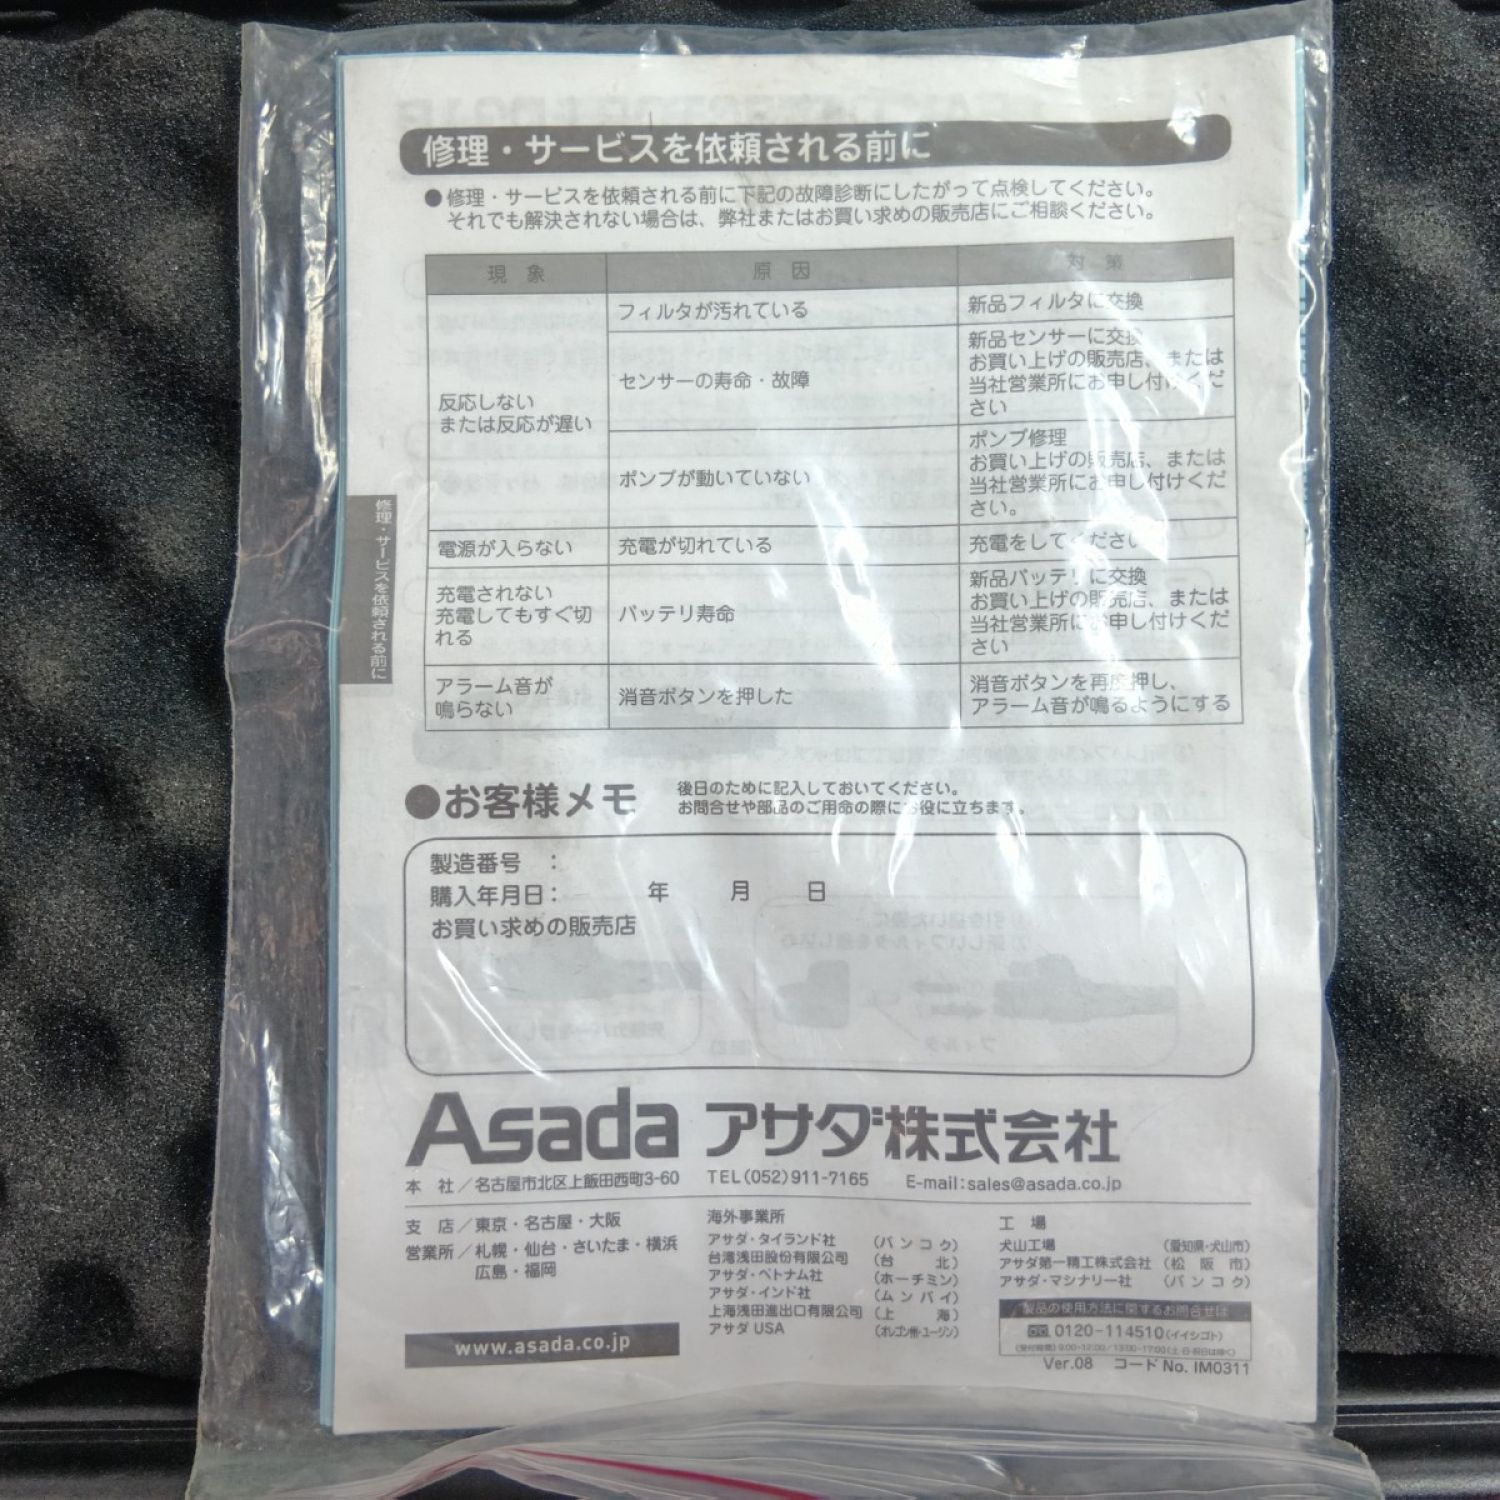 修理・サービスを依頼される前に
●修理・サービスを依頼される前に下記の故障診断にしたがって点検してください。
それでも解決されない場合は、弊社またはお買い求めの販売店にご相談ください。
現 象 原 因 対 策
反応しない
または反応が遅い
フィルタが汚れている
新品フィルタに交換
センサーの寿命・故障
新品センサーに交換
お買い上げの販売店、または
当社営業所にお申し付けくだ
さい
ポンプが動いていない
ポンプ修理
お買い上げの販売店、または
当社営業所にお申し付けくだ
さい。
電源が入らない
充電が切れている
充電をしてください
充電されない
充電してもすぐ切
れる
バッテリ寿命
新品バッテリに交換
お買い上げの販売店、または
当社営業所にお申し付けくだ
さい
アラーム音が
鳴らない
消音ボタンを押した
消音ボタンを再度押し、
アラーム音が鳴るようにする
修理・サービスを依頼される前に
●お客様メモ
後日のために記入しておいてください。
お問合せや部品のご用命の際にお役に立ちます。
製造番号 :
購入年月日: 年 月 日
お買い求めの販売店
Asada アサダ株式会社
本 社／名古屋市北区上飯田西町3-60 TEL(052)911-7165 E-mail:sales@asada.co.jp
支 店／東京・名古屋・大阪
営業所／札幌・仙台・さいたま・横浜
広島・福岡
www.asada.co.jp
海外事業所
アサダ・タイランド社 (バンコク)
台湾浅田股份有限公司 (台 北)
アサダ・ベトナム社 (ホーチミン)
アサダ・インド社 (ムンバイ)
上海浅田進出口有限公司 (上 海)
アサダ USA (オレゴン州・ユージン)
工 場
犬山工場 (愛知県・犬山市)
アサダ第一精工株式会社 (松 阪 市)
アサダ・マシナリー社 (バンコク)
製品の使用方法に関するお問合せは
0120-114510(イイシゴト)
(受付時間)9:00~12:00/13:00~17:00(土・日・祝日は除く)
Ver.08 コード No. IM0311